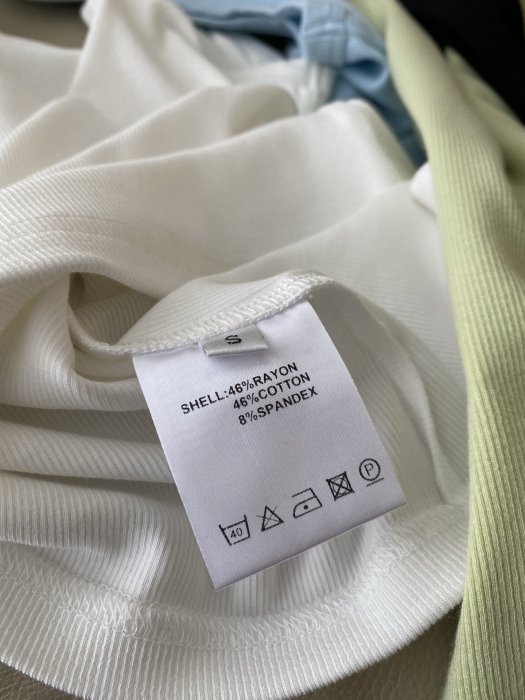 S
SHELL:46%RAYON
46%COTTON
8%SPANDEX
40
P